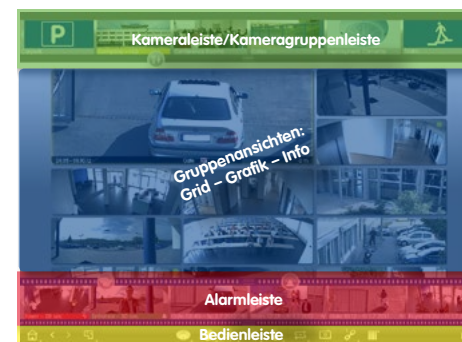 P
Kameraleiste/Kameragruppenleiste
Gruppenansichten:
Grid – Grafik – Info
Alarmleiste
Bedienleiste